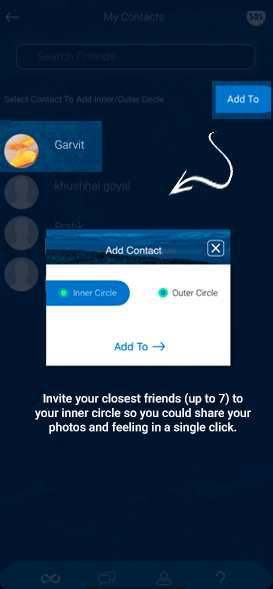 My Contacts
SOS
Search Friends
Select Contact To Add Inner/Outer Circle
Add To
Garvit
khushhal goyal
Pratik
Add Contact
Inner Circle
Outer Circle
Add To
Invite your closest friends (up to 7) to
your inner circle so you could share your
photos and feeling in a single click.